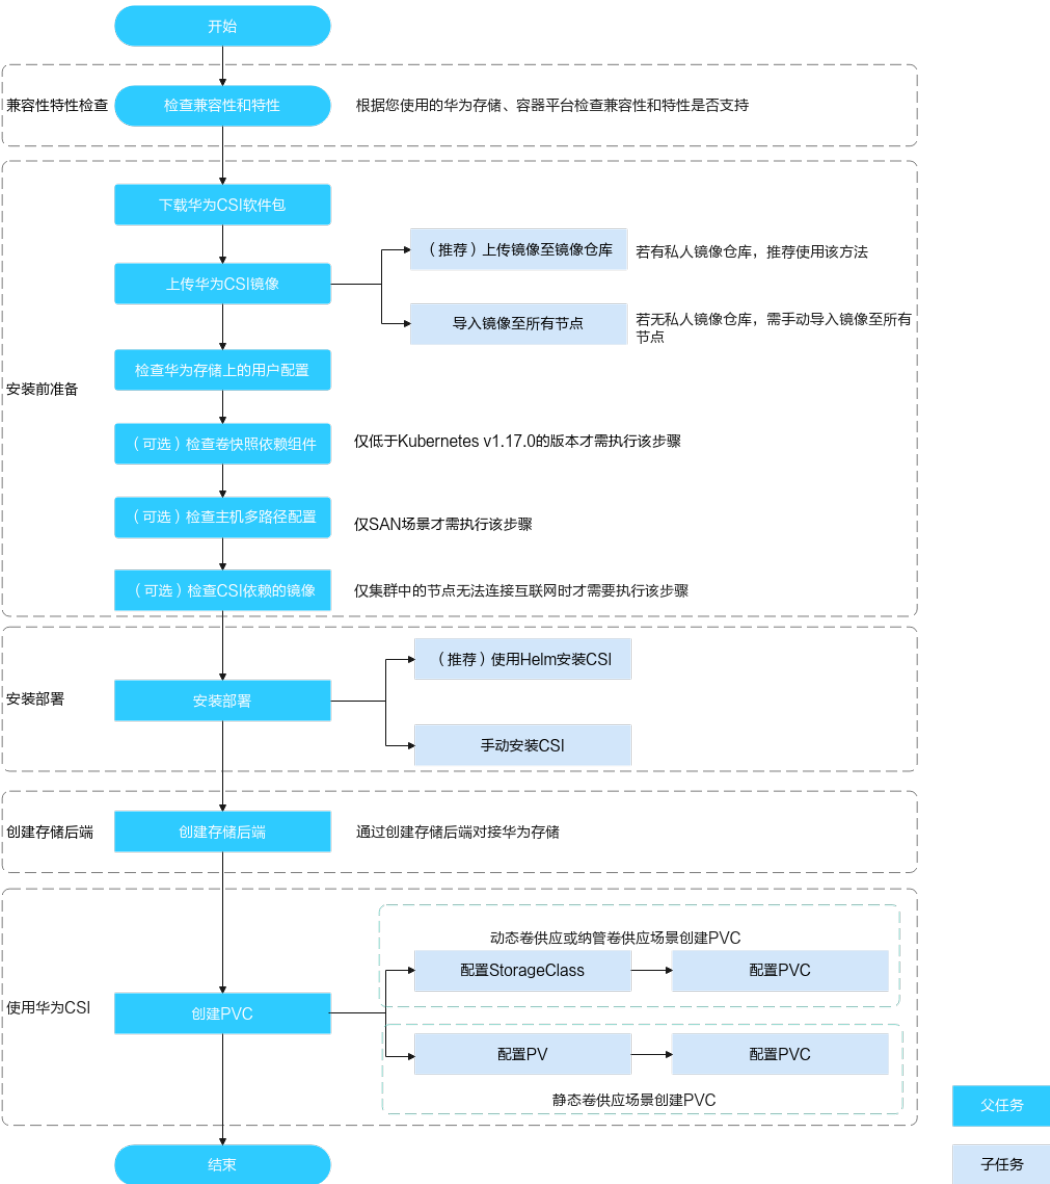 开始
兼容性特性检查
检查兼容性和特性
根据您使用的华为存储、容器平台检查兼容性和特性是否支持
下载华为CSI软件包
上传华为CSI镜像
（推荐）上传镜像至镜像仓库
若有私人镜像仓库，推荐使用该方法
导入镜像至所有节点
若无私人镜像仓库，需手动导入镜像至所有
节点
检查华为存储上的用户配置
安装前准备
（可选）检查卷快照依赖组件
仅低于Kubernetes v1.17.0的版本才需执行该步骤
（可选）检查主机多路径配置
仅SAN场景才需执行该步骤
（可选）检查CSI依赖的镜像
仅集群中的节点无法连接互联网时才需要执行该步骤
（推荐）使用Helm安装CSI
安装部署
安装部署
手动安装CSI
创建存储后端
创建存储后端
通过创建存储后端对接华为存储
动态卷供应或纳管卷供应场景创建PVC
配置StorageClass
配置PVC
使用华为CSI
创建PVC
配置PV
配置PVC
静态卷供应场景创建PVC
父任务
结束
子任务